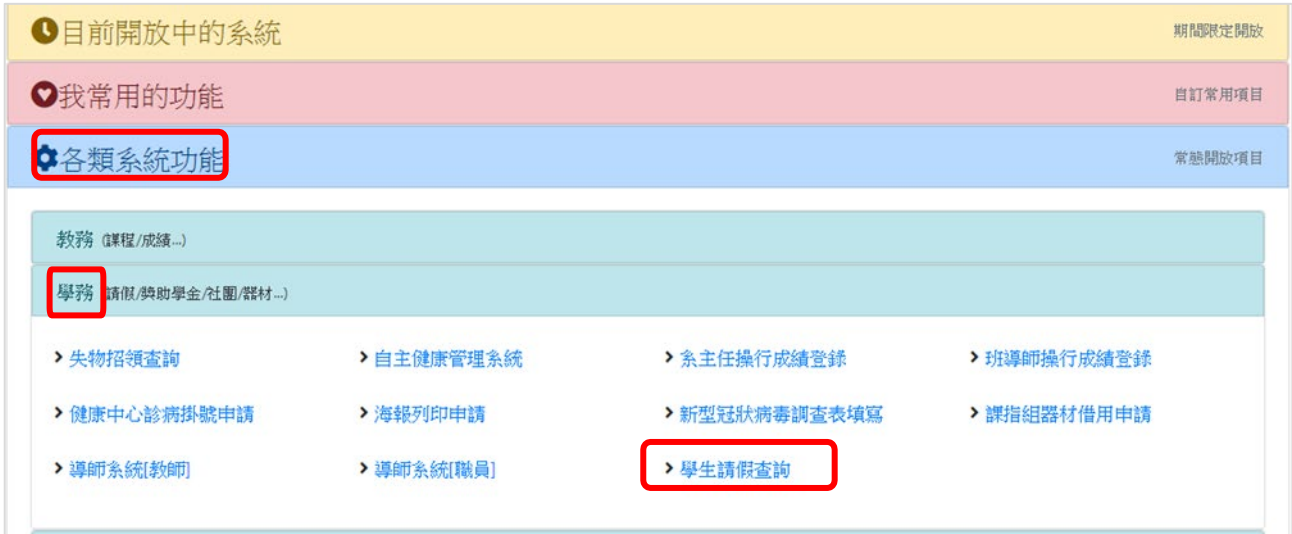 目前開放中的系統 期間限定開放
我常用的功能 自訂常用項目
各類系統功能 常態開放項目
教務 (課程/成績...)
學務 (請假/獎助學金/社團/器材...)
失物招領查詢 自主健康管理系統 系主任操行成績登錄 班導師操行成績登錄
健康中心診病掛號申請 海報列印申請 新型冠狀病毒調查表填寫 課指組器材借用申請
導師系統[教師] 導師系統[職員] 學生請假查詢